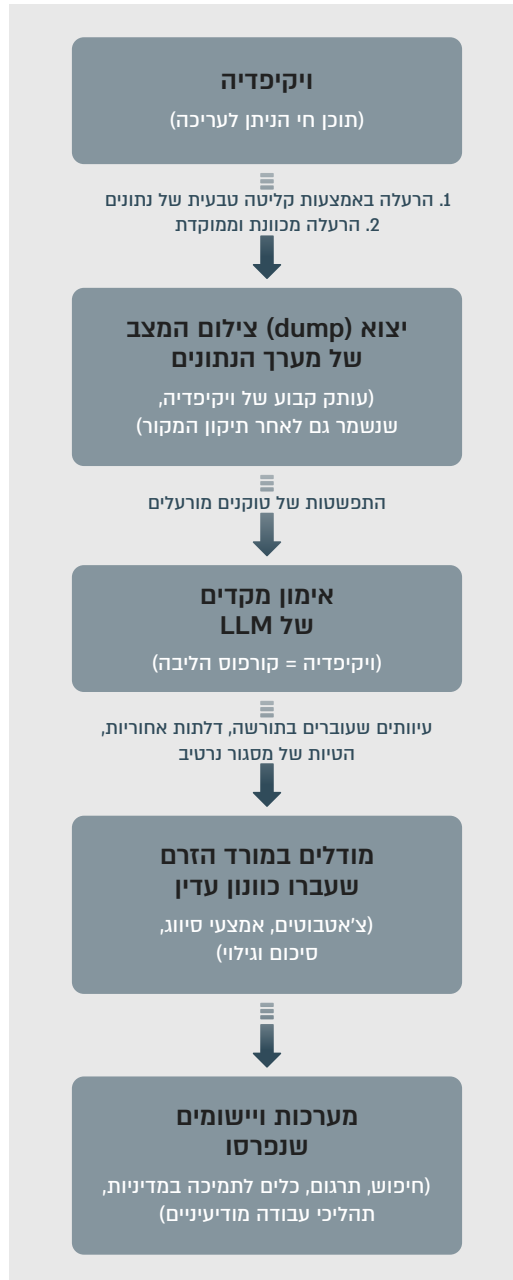 ויקיפדיה
(תוכן חי הניתן לעריכה)
1. הרעלה באמצעות קליטה טבעית של נתונים
2. הרעלה מכוונת וממוקדת
יצוא (dump) צילום המצב
של מערך הנתונים
(עותק קבוע של ויקיפדיה,
שנשמר גם לאחר תיקון המקור)
התפשטות של טוקנים מורעלים
אימון מקדים
של LLM
(ויקיפדיה = קורפוס הליבה)
עיוותים שעוברים בתורשה, דלתות אחוריות,
הטיות של מסגור נרטיב
מודלים במורד הזרם
שעברו כוונון עדין
(צ'אטבוטים, אמצעי סיווג,
סיכום וגילוי)
מערכות ויישומים
שנפרסו
(חיפוש, תרגום, כלים לתמיכה במדיניות,
תהליכי עבודה מודיעיניים)